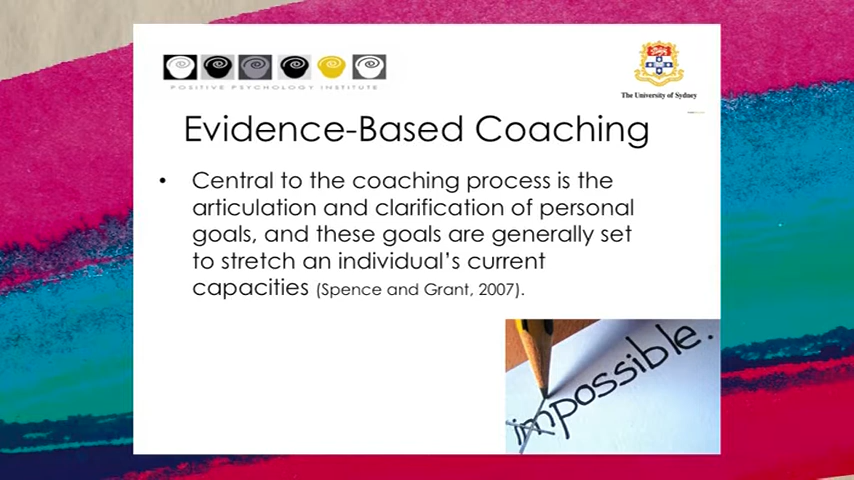 POSITIVE PSYCHOLOGY INSTITUTE
The University of Sydney
Evidence-Based Coaching
• Central to the coaching process is the
articulation and clarification of personal
goals, and these goals are generally set
to stretch an individual's current
capacities (Spence and Grant, 2007).
impossible.